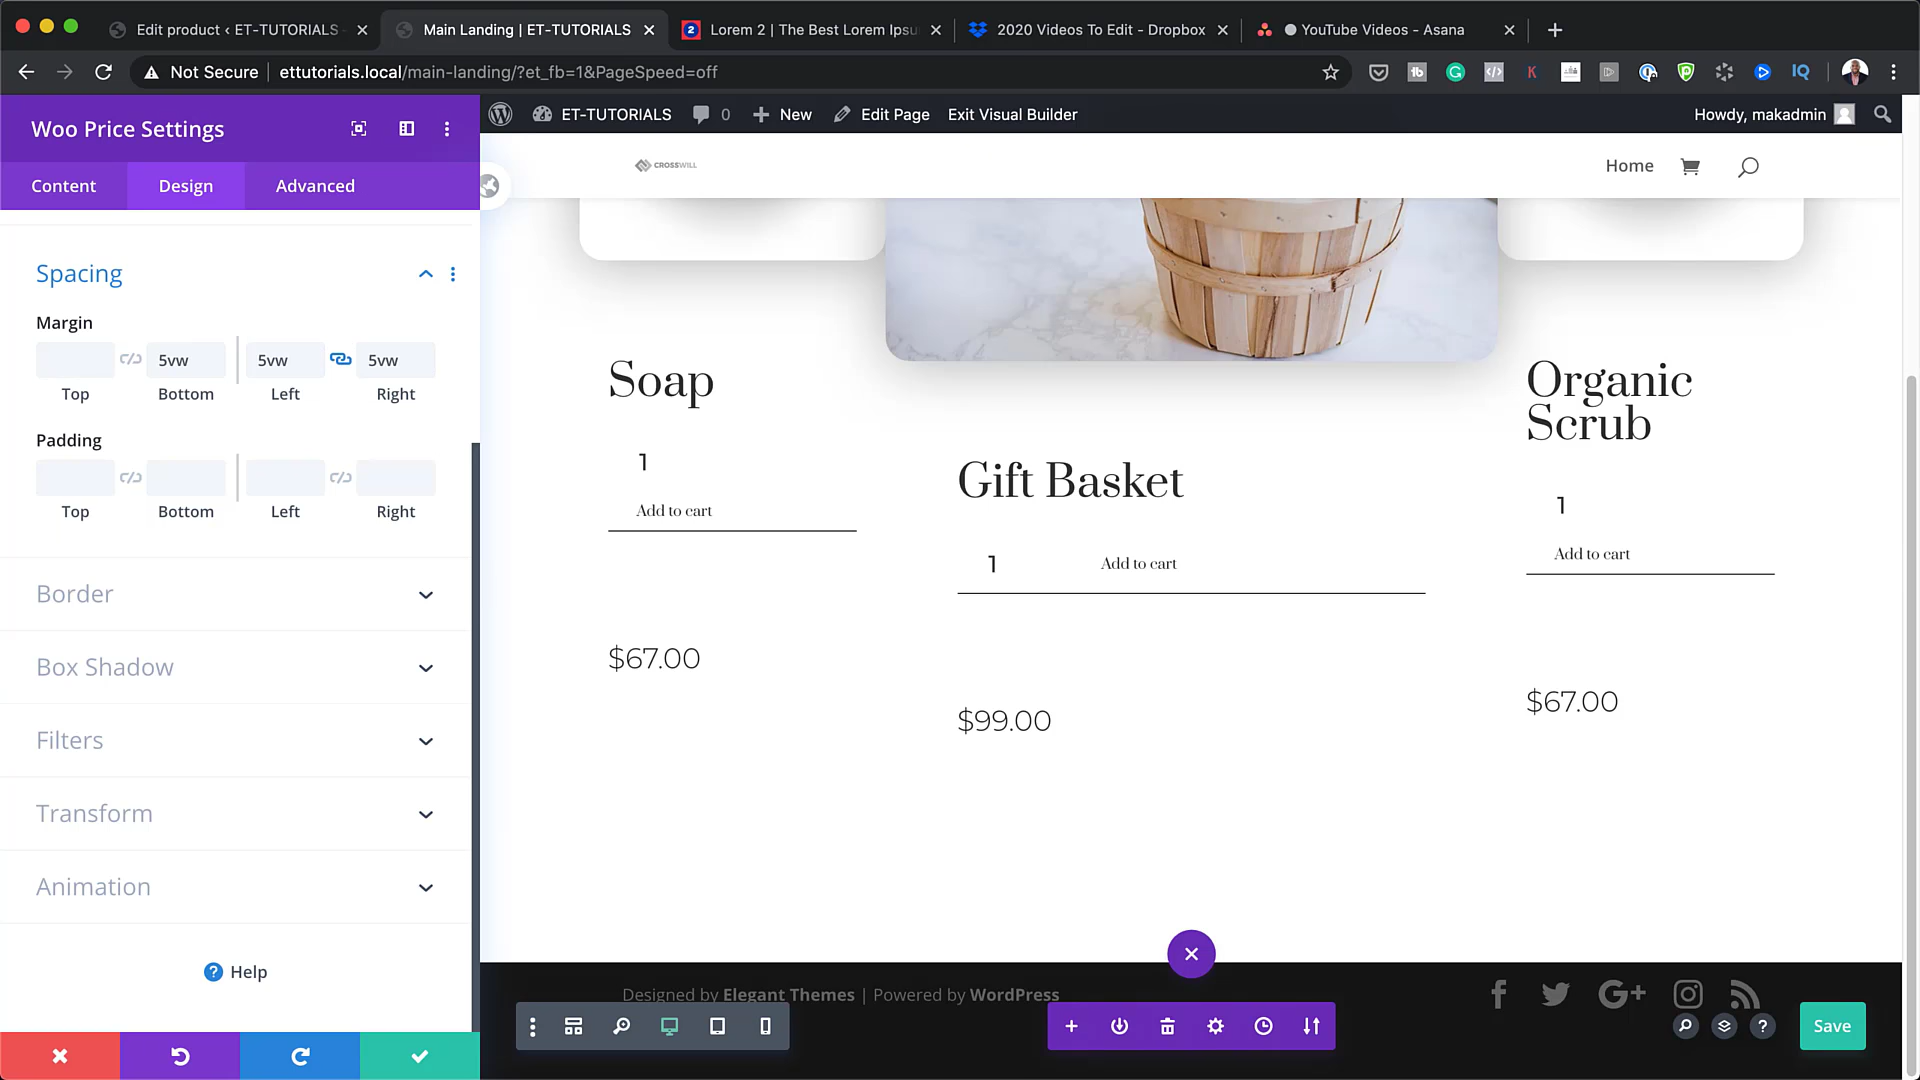 Edit product ‹ ET-TUTORIALS
Main Landing | ET-TUTORIALS
Lorem 2 | The Best Lorem Ipsu
2020 Videos To Edit - Dropbox
YouTube Videos - Asana
Not Secure
ettutorials.local/main-landing/?et_fb=1&PageSpeed=off
tb
K
IQ
Woo Price Settings
ET-TUTORIALS
0
New
Edit Page
Exit Visual Builder
Howdy, makadmin
Content
Design
Advanced
CROSSWILL
Home
Spacing
Margin
5vw
5vw
5vw
Top
Bottom
Left
Right
Padding
Top
Bottom
Left
Right
Border
Box Shadow
Filters
Transform
Animation
Help
Soap
1
Add to cart
$67.00
Gift Basket
1
Add to cart
$99.00
Organic
Scrub
1
Add to cart
$67.00
Designed by Elegant Themes | Powered by WordPress
Save